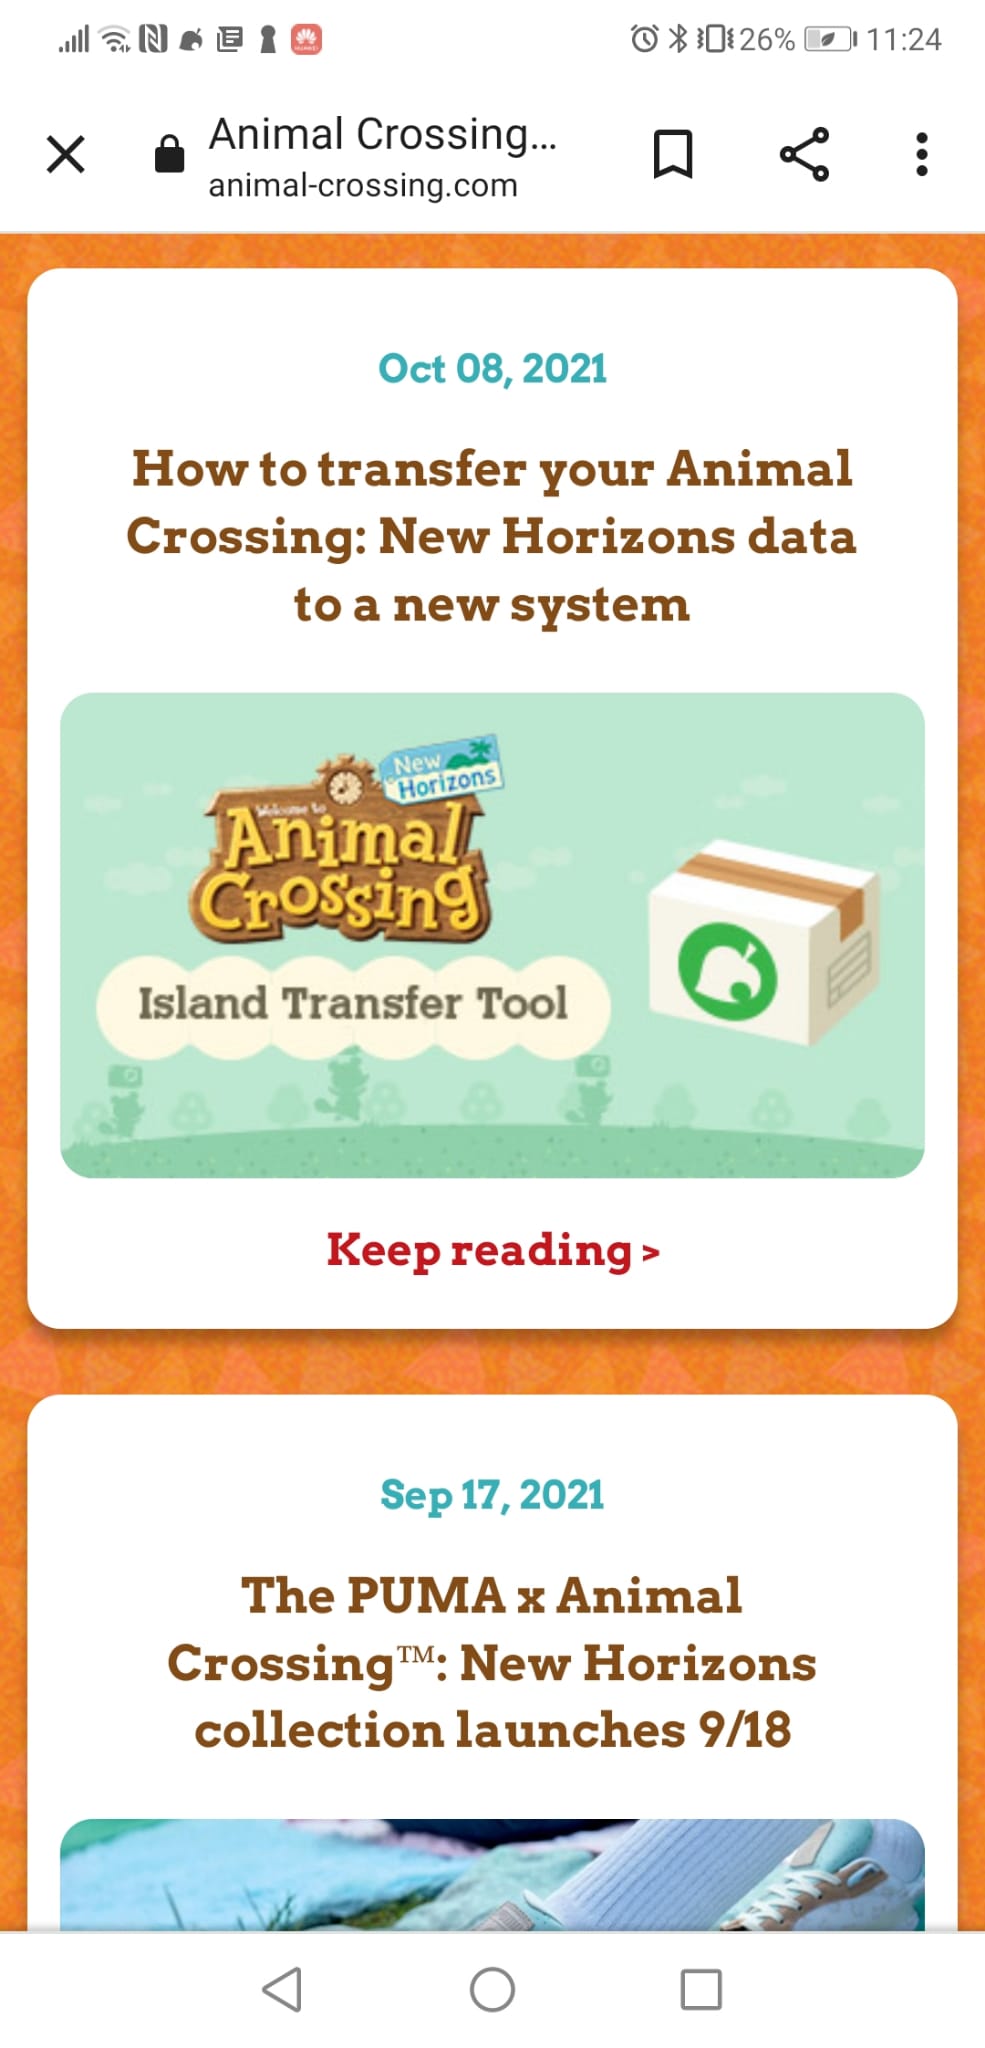 26% 11:24
Animal Crossing...
animal-crossing.com
Oct 08, 2021
How to transfer your Animal
Crossing: New Horizons data
to a new system
New
Horizons
Welcome to
Animal
Crossing
Island Transfer Tool
Keep reading >
Sep 17, 2021
The PUMA x Animal
Crossing™: New Horizons
collection launches 9/18